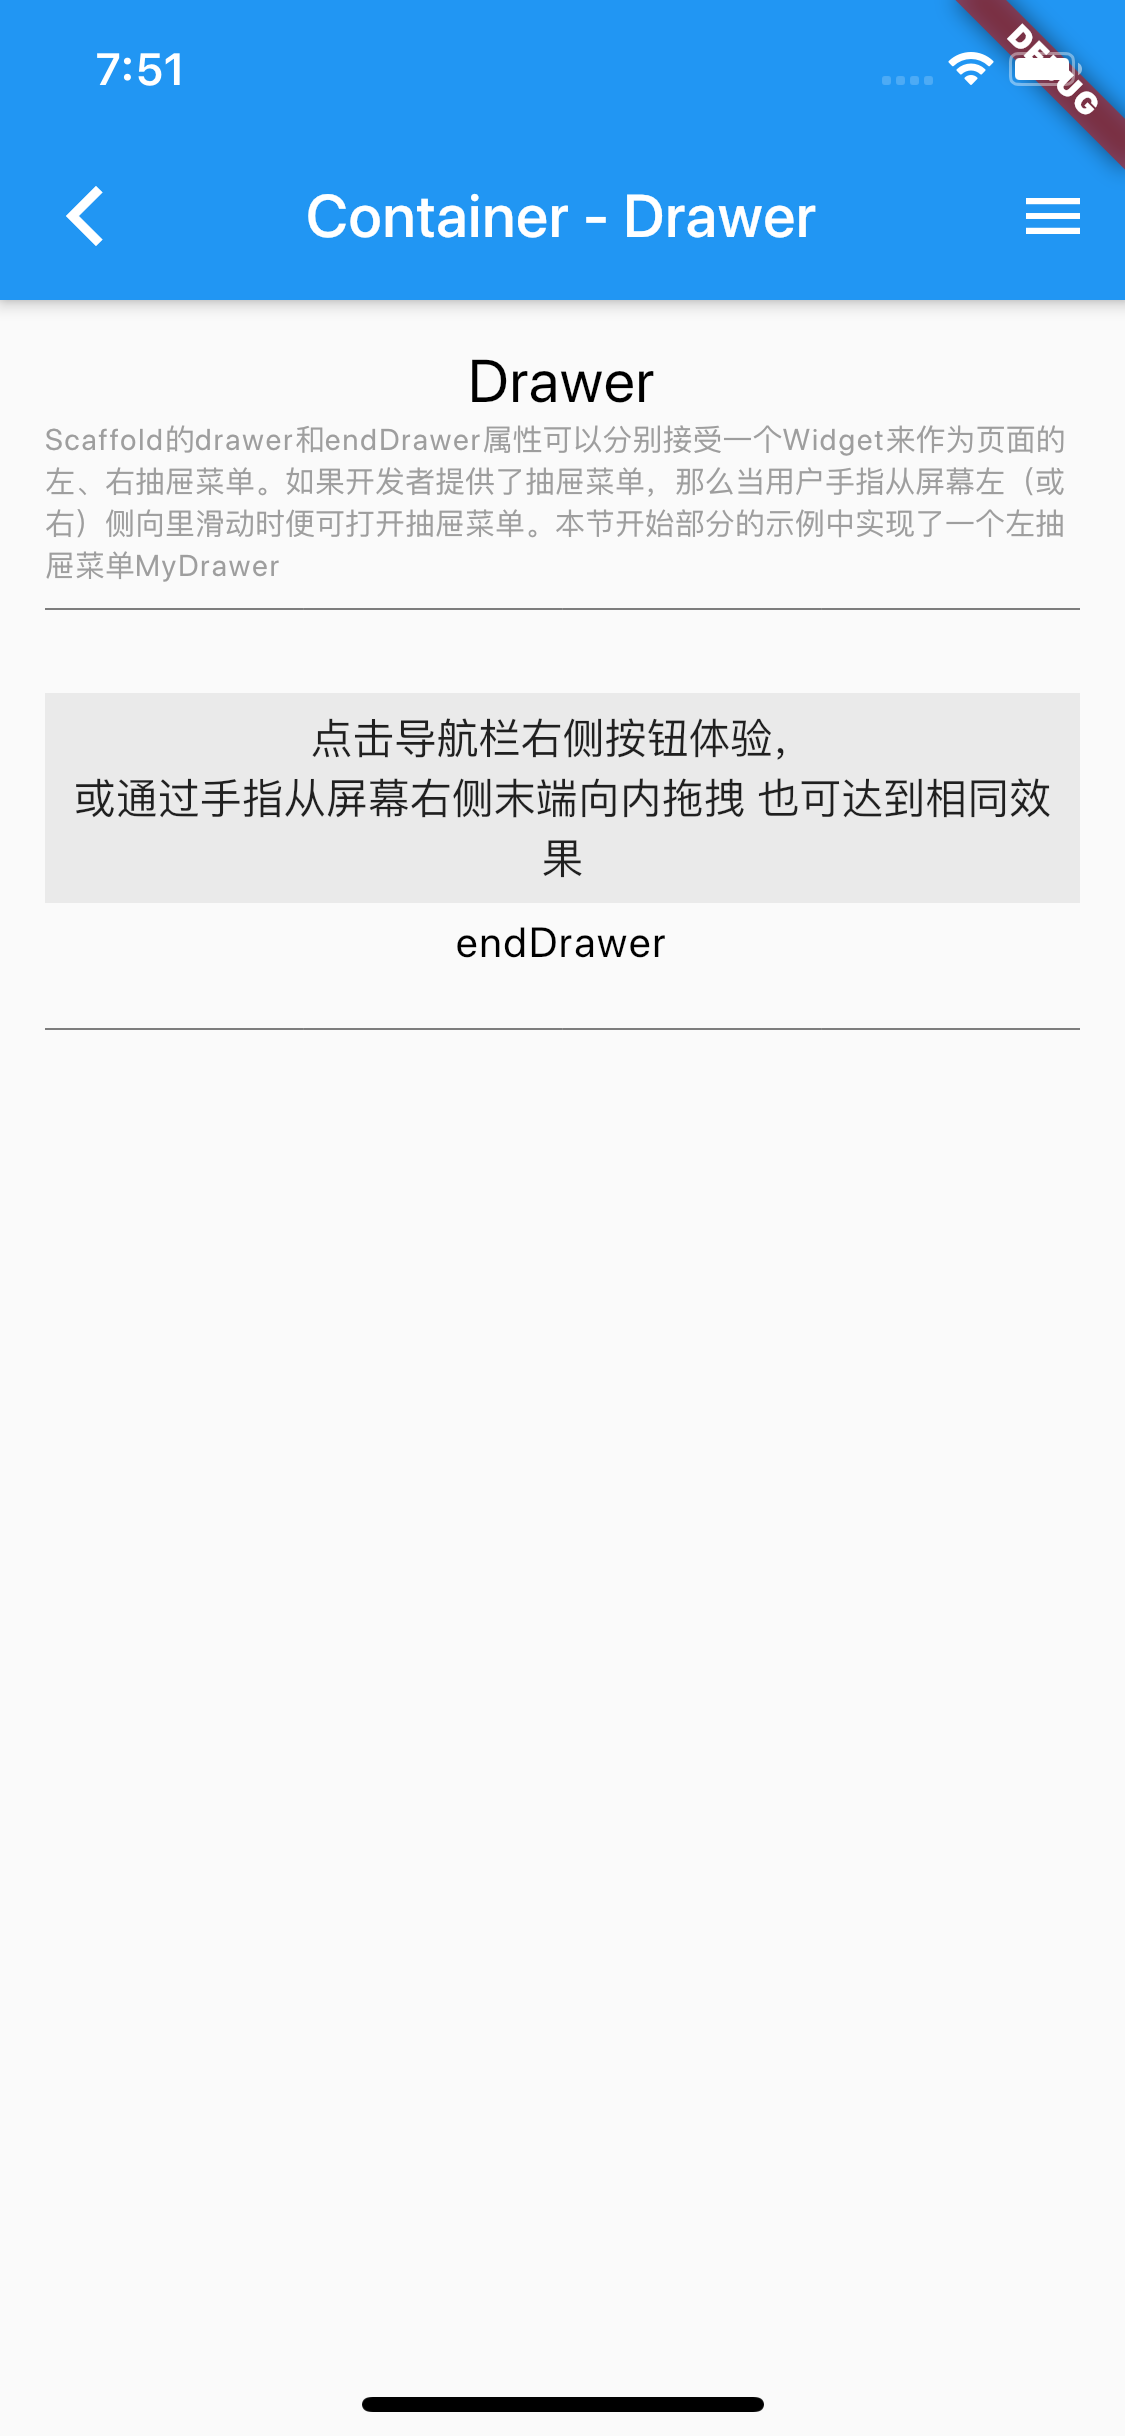 7:51
DEBUG
Container - Drawer
Drawer
Scaffold的drawer和endDrawer属性可以分别接受一个Widget来作为页面的
左、右抽屉菜单。如果开发者提供了抽屉菜单，那么当用户手指从屏幕左（或
右）侧向里滑动时便可打开抽屉菜单。本节开始部分的示例中实现了一个左抽
屉菜单MyDrawer
点击导航栏右侧按钮体验，
或通过手指从屏幕右侧末端向内拖拽 也可达到相同效
果
endDrawer